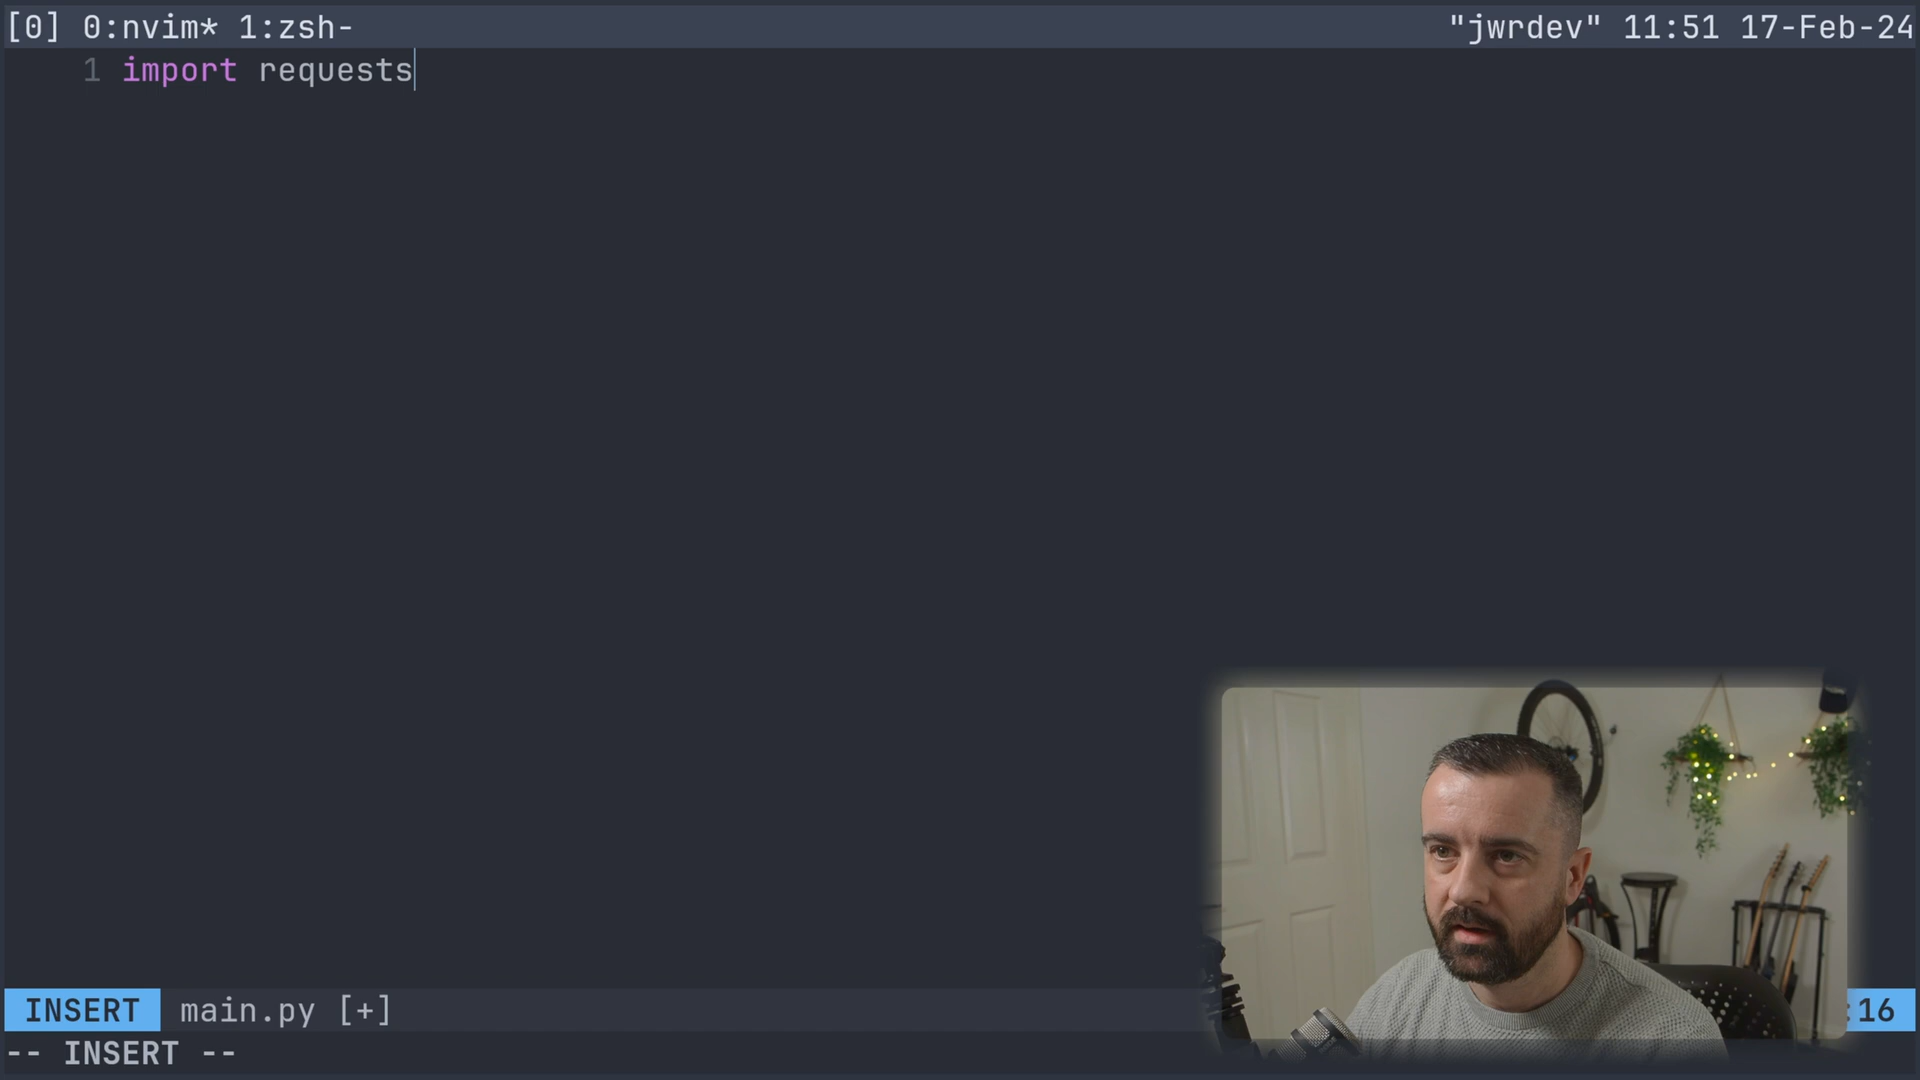 [0] 0:nvim* 1:zsh- "jwrdev" 11:51 17-Feb-24
1 import requests
INSERT main.py [+] :16
-- INSERT --